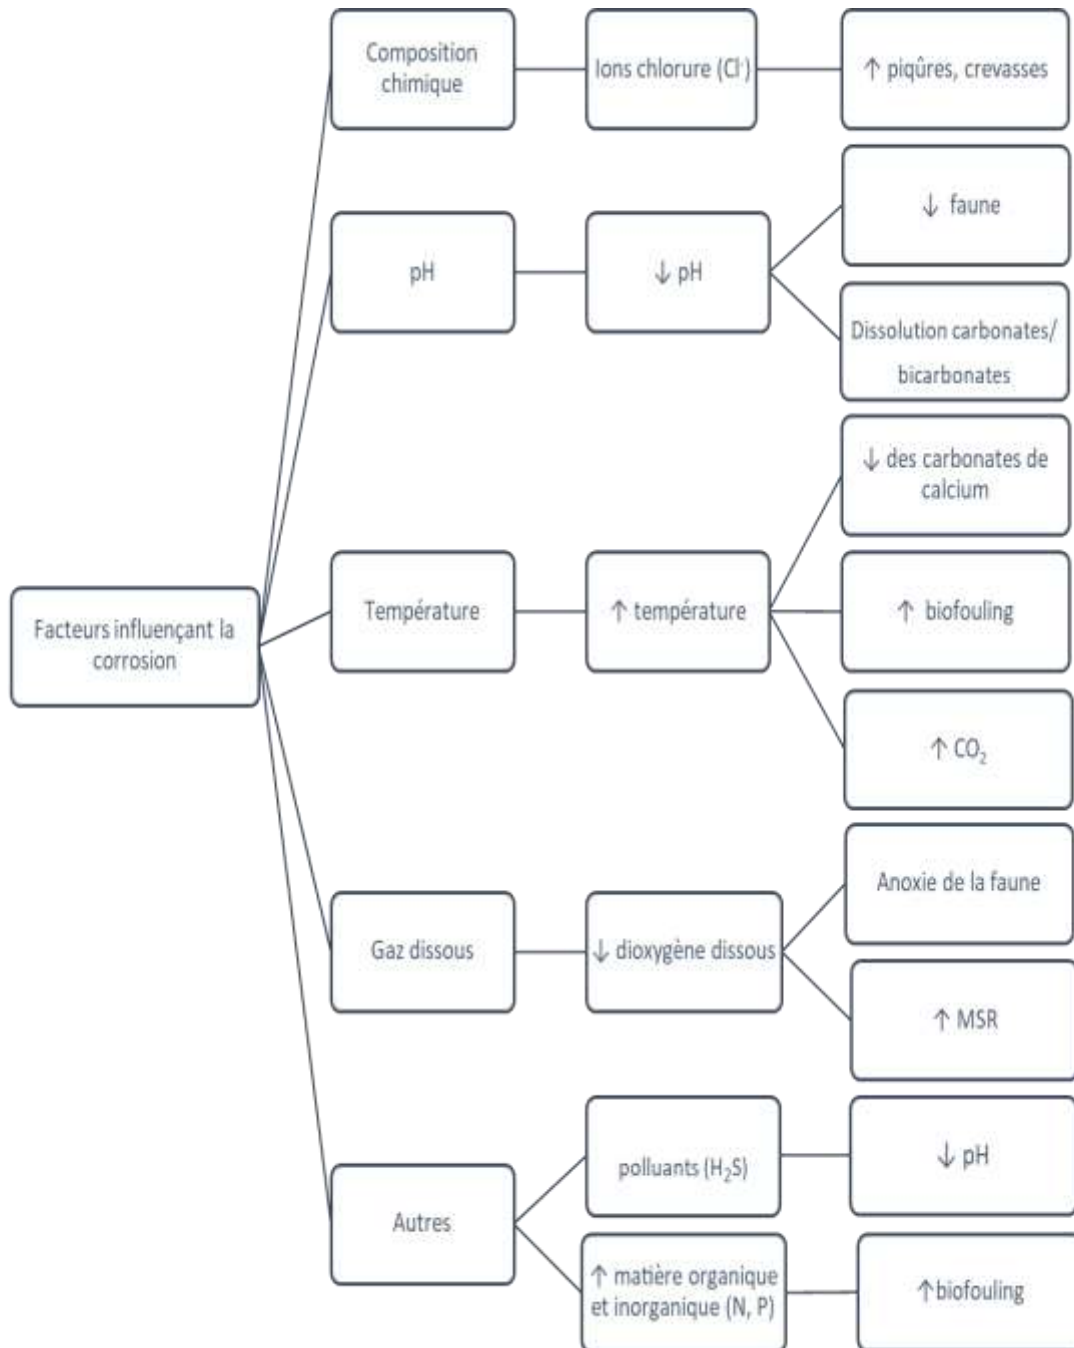 Composition
chimique
Ions chlorure (Cl⁻)
↑ piqûres, crevasses
pH
↓ pH
↓ faune
Dissolution carbonates/
bicarbonates
Facteurs influençant la
corrosion
Température
↑ température
↓ des carbonates de
calcium
↑ biofouling
↑ CO₂
Gaz dissous
↓ dioxygène dissous
Anoxie de la faune
↑ MSR
Autres
polluants (H₂S)
↓ pH
↑ matière organique
et inorganique (N, P)
↑biofouling